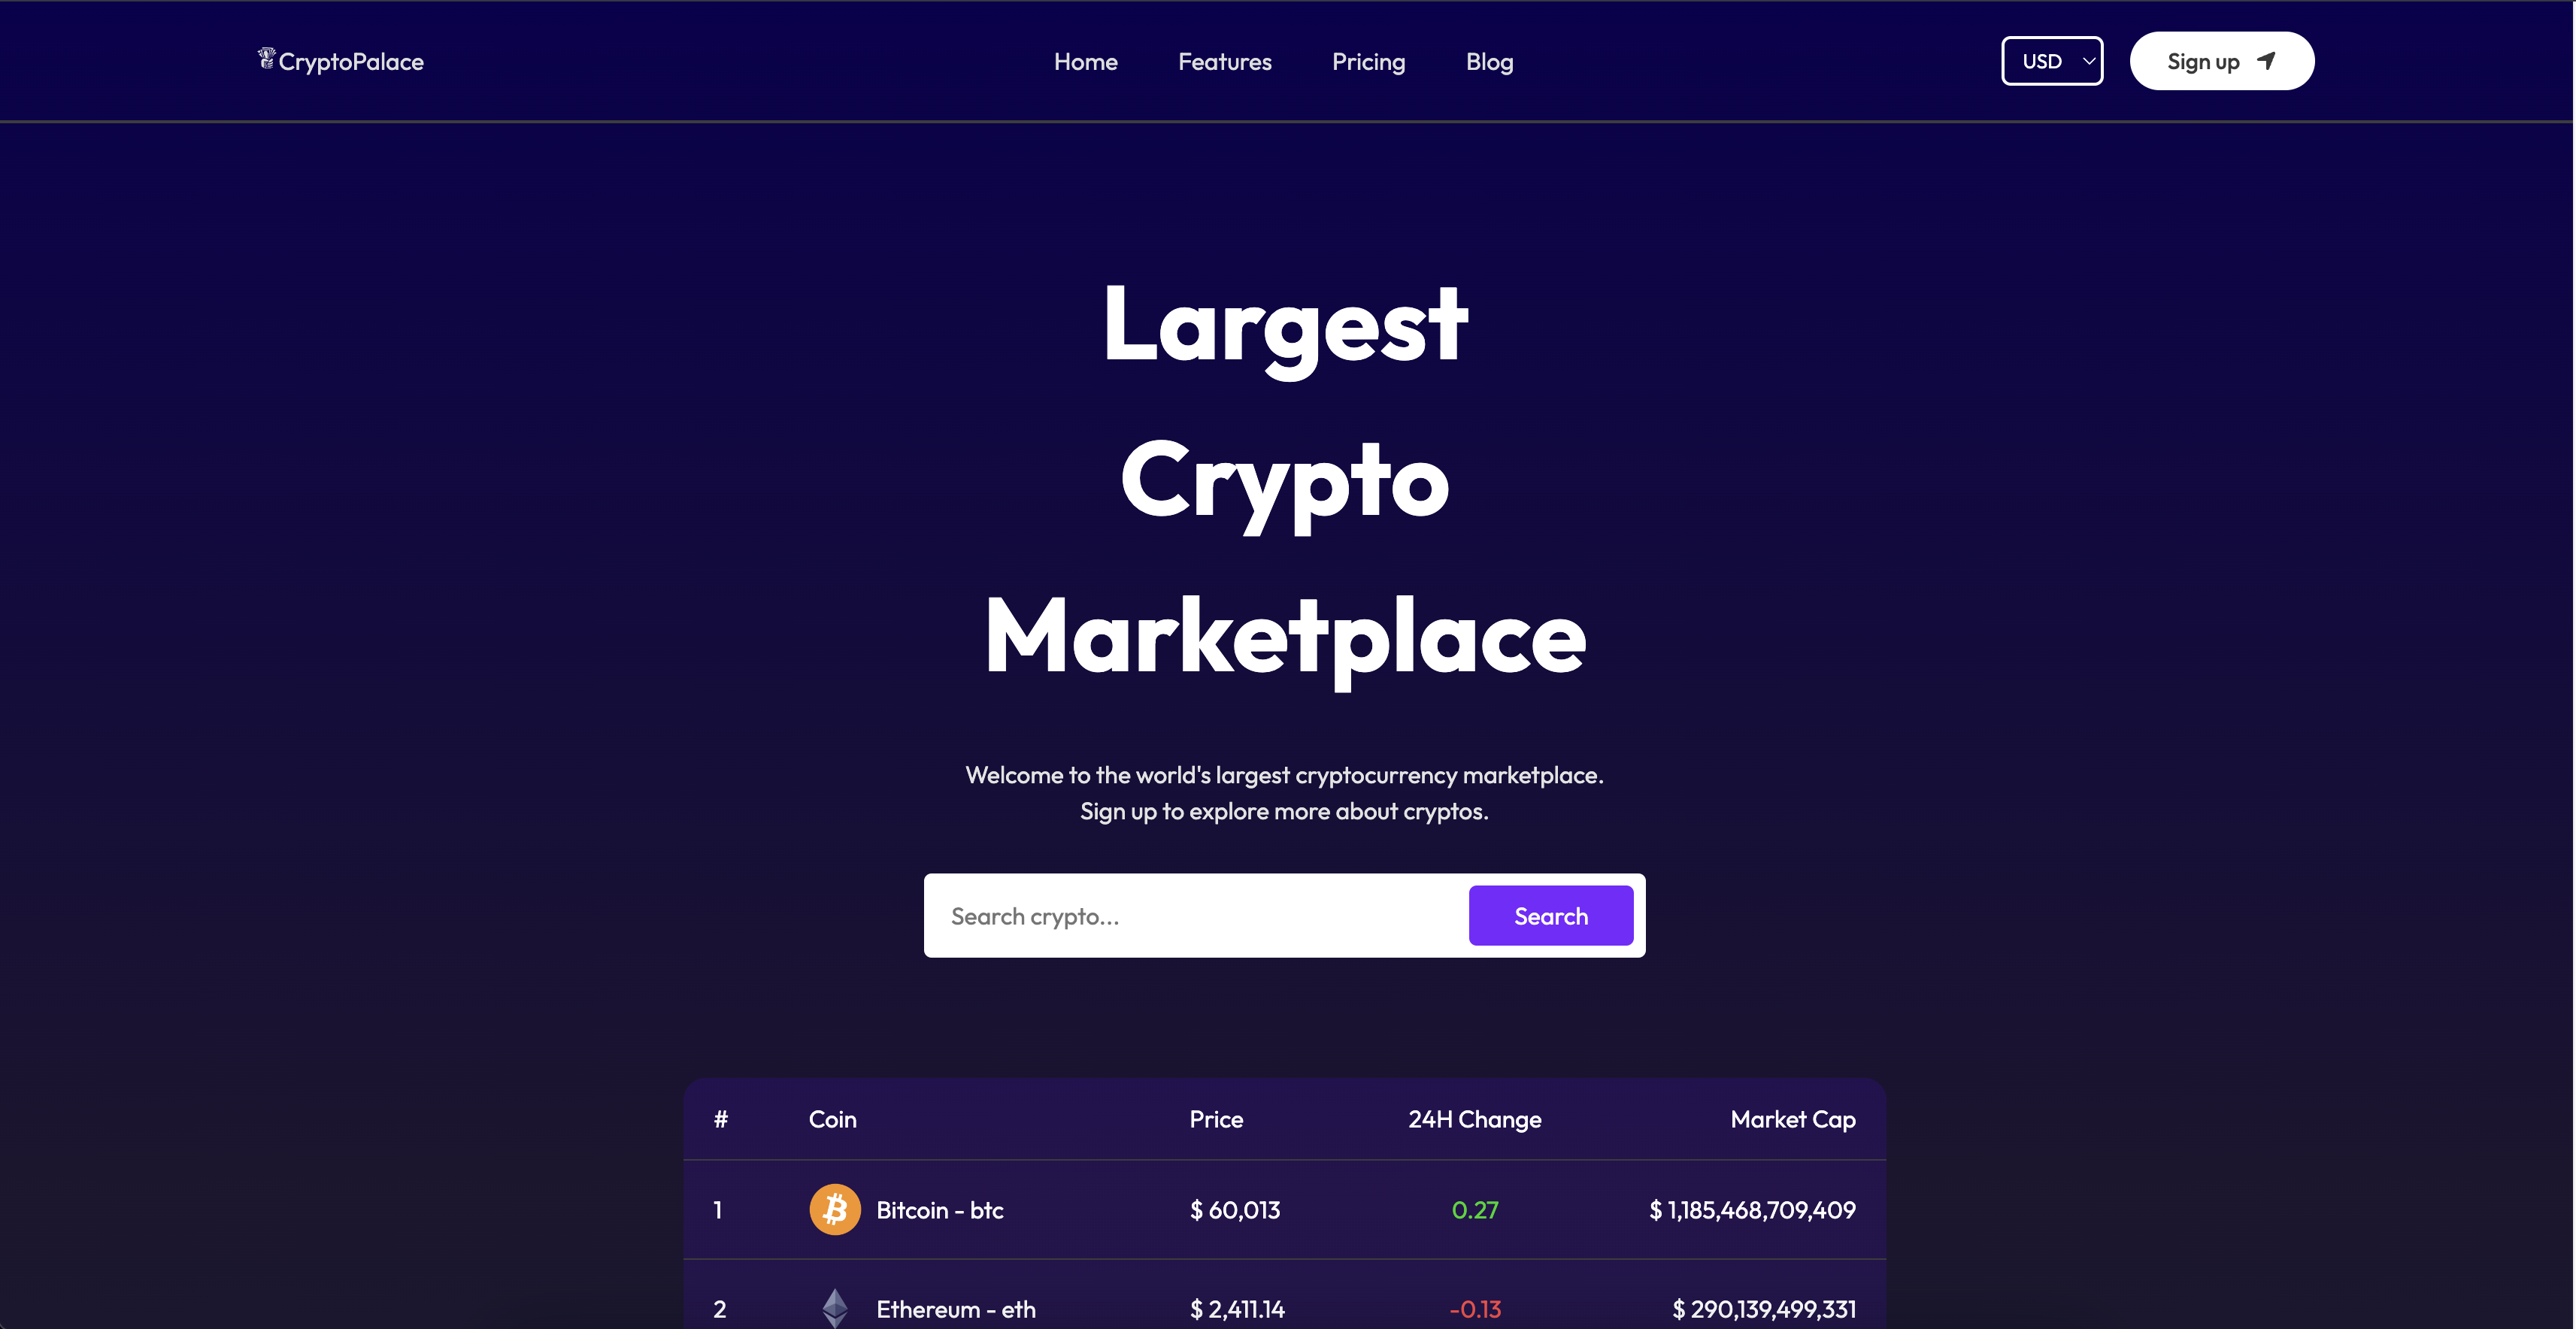 CryptoPalace Home Features Pricing Blog USD Sign up
Largest
Crypto
Marketplace
Welcome to the world's largest cryptocurrency marketplace.
Sign up to explore more about cryptos.
Search crypto... Search
# Coin Price 24H Change Market Cap
1 Bitcoin - btc $ 60,013 0.27 $ 1,185,468,709,409
2 Ethereum - eth $ 2,411.14 -0.13 $ 290,139,499,331